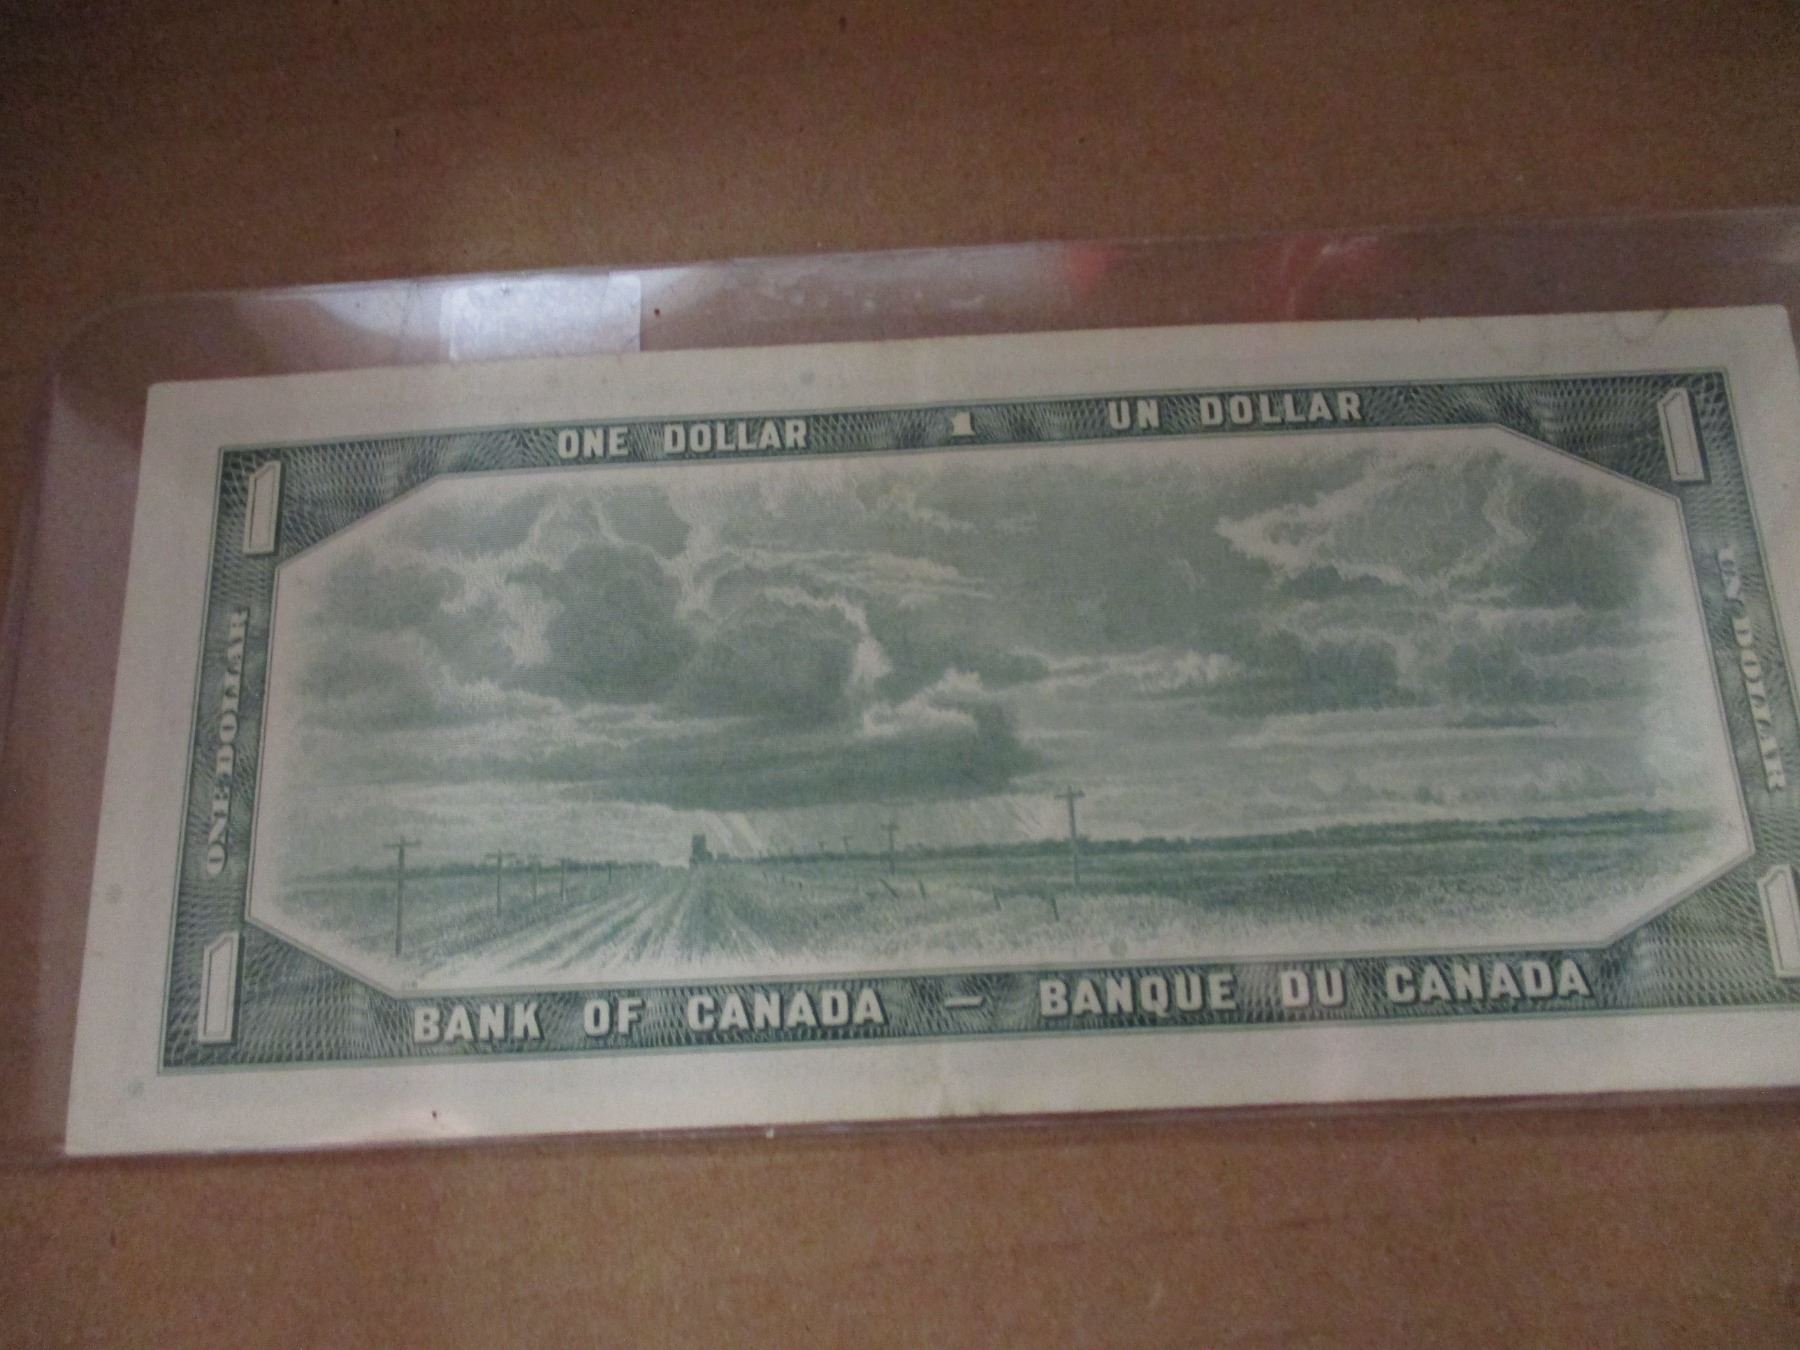 ONE DOLLAR 1 UN DOLLAR
1 1
ONE DOLLAR
UN DOLLAR
1 1
BANK OF CANADA — BANQUE DU CANADA